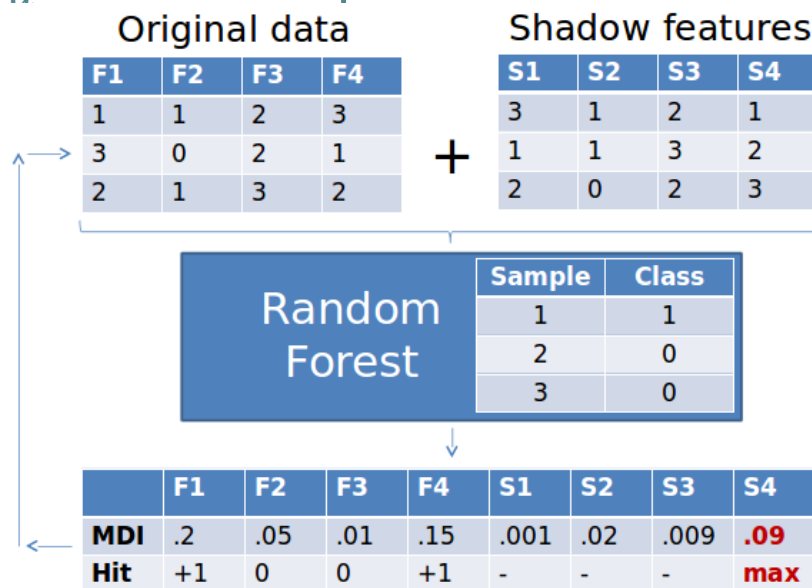 Original data
Shadow features
F1 F2 F3 F4
1 1 2 3
3 0 2 1
2 1 3 2
+
S1 S2 S3 S4
3 1 2 1
1 1 3 2
2 0 2 3
Random
Forest
Sample Class
1 1
2 0
3 0
F1 F2 F3 F4 S1 S2 S3 S4
MDI .2 .05 .01 .15 .001 .02 .009 .09
Hit +1 0 0 +1 - - - max